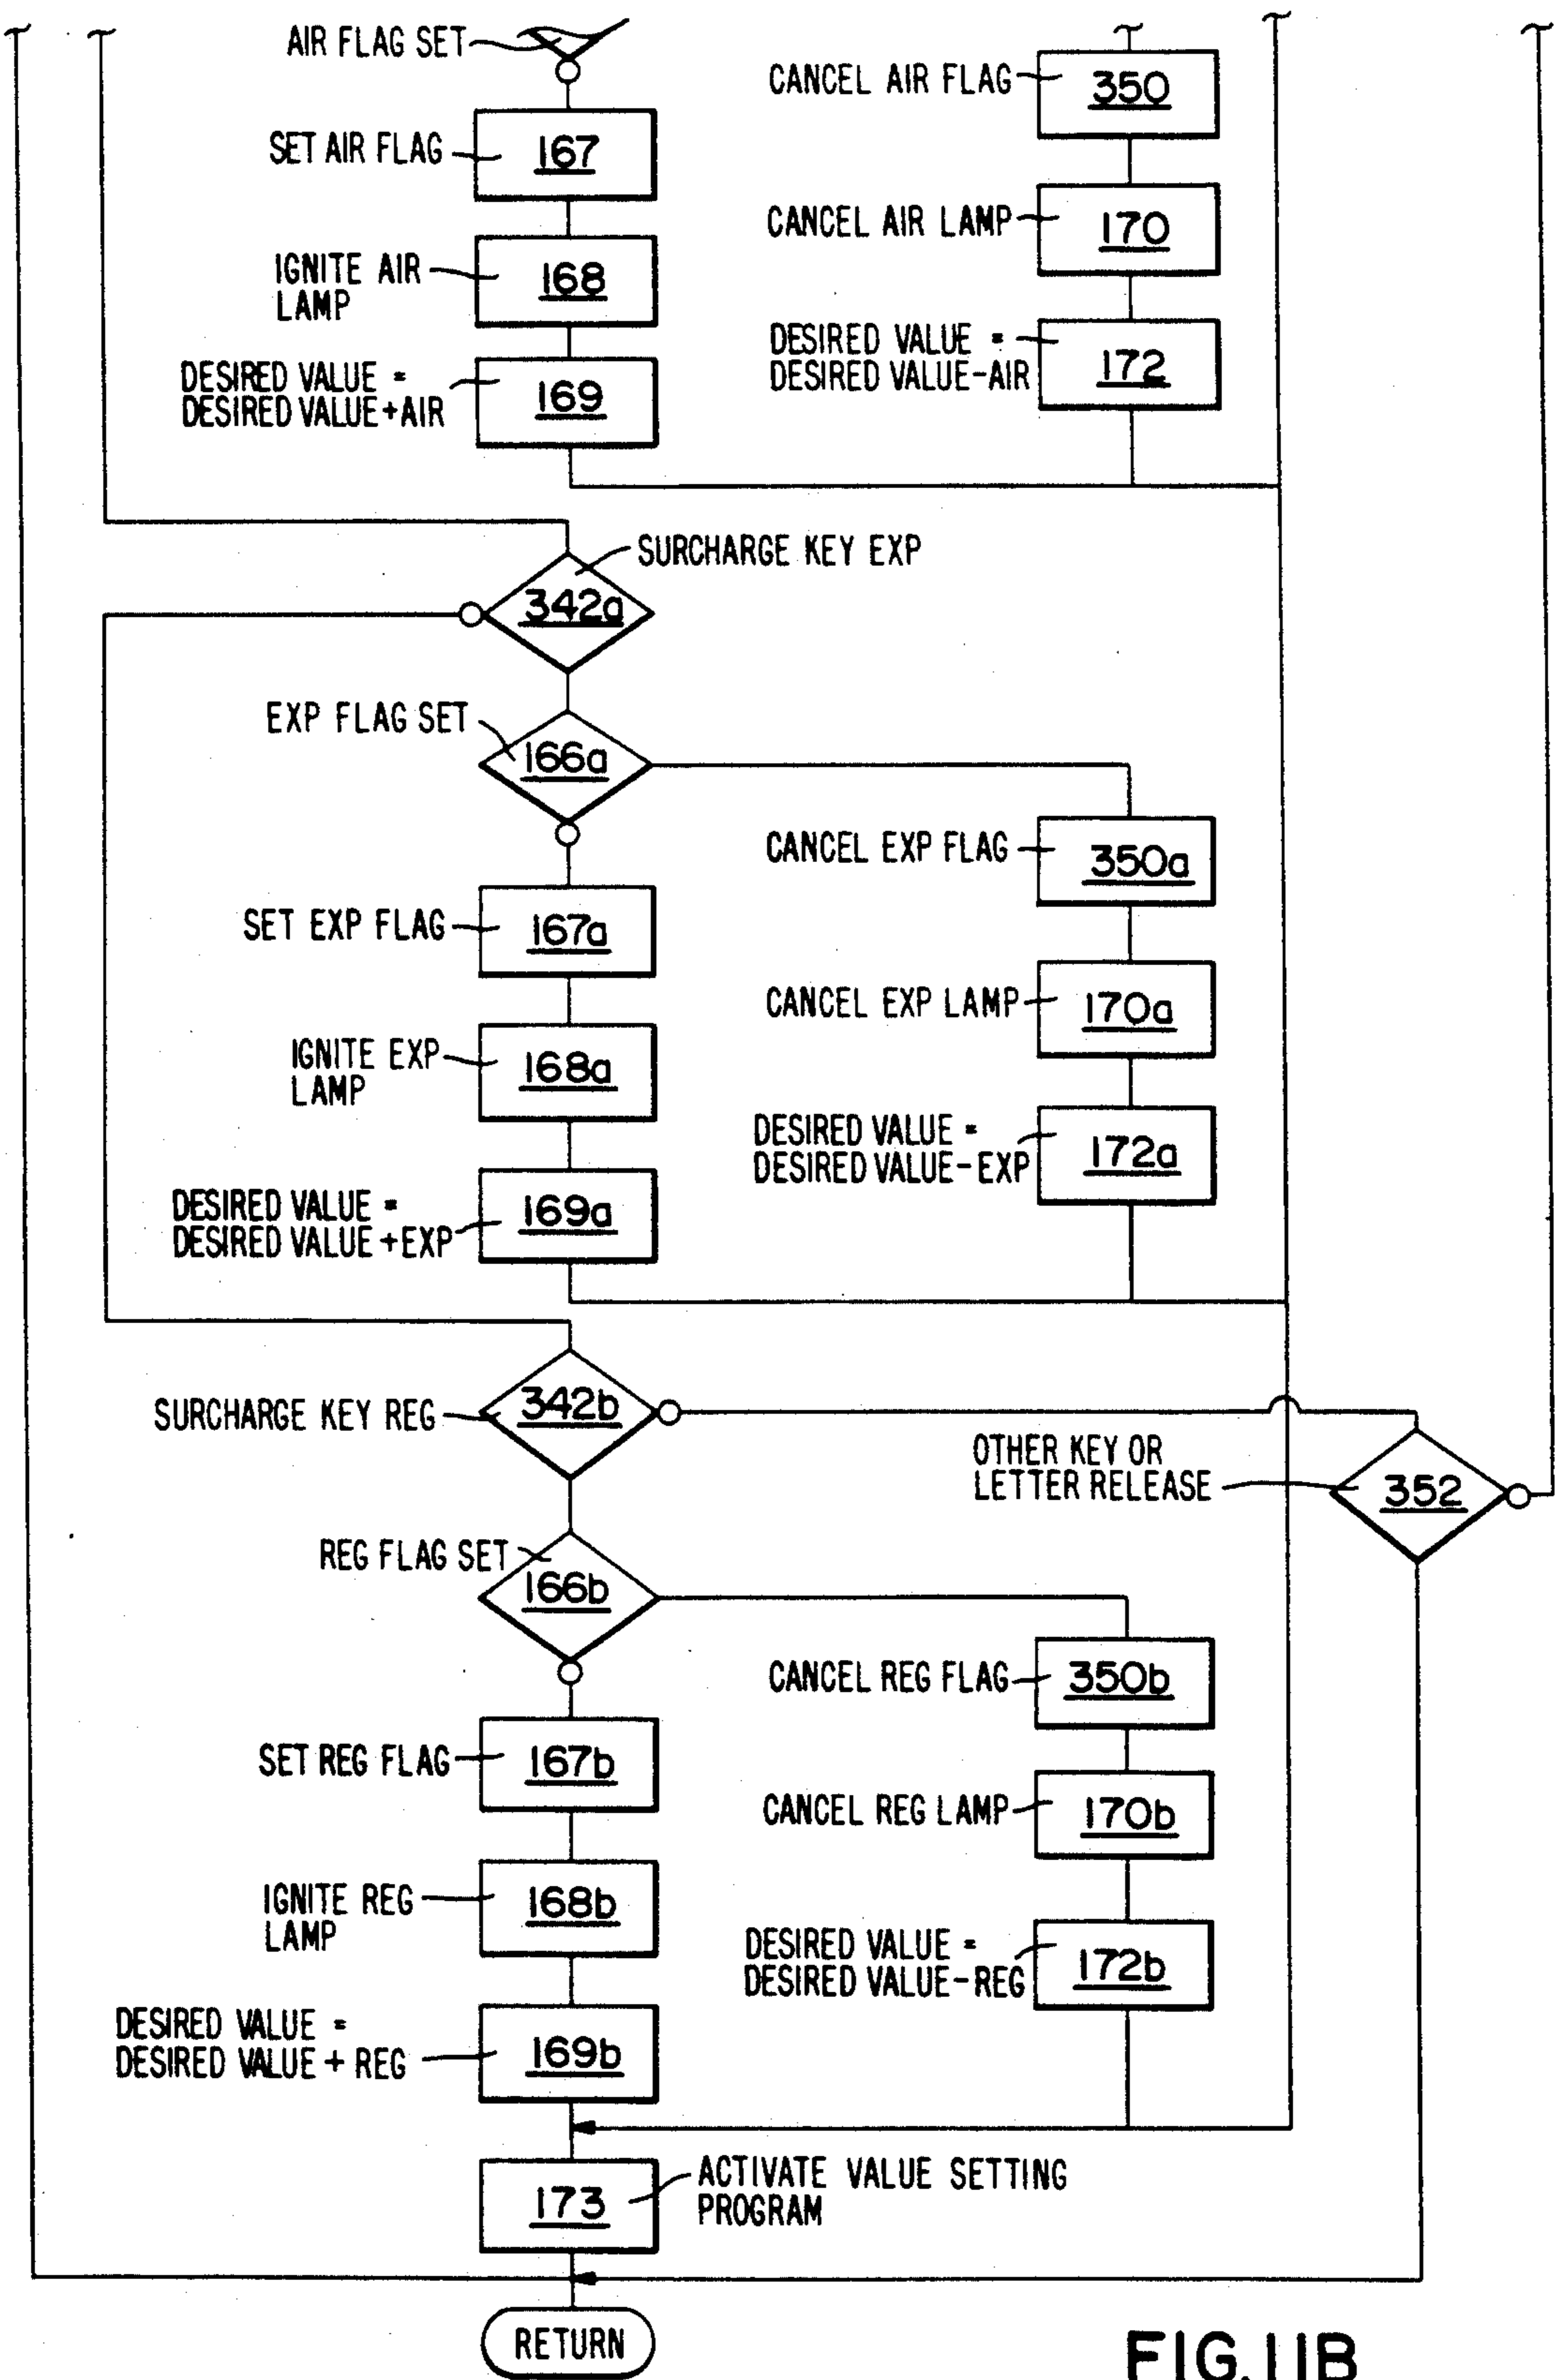 AIR FLAG SET
CANCEL AIR FLAG
350
SET AIR FLAG
167
CANCEL AIR LAMP
170
IGNITE AIR
LAMP
168
DESIRED VALUE =
DESIRED VALUE-AIR
172
DESIRED VALUE =
DESIRED VALUE+AIR
169
SURCHARGE KEY EXP
342a
EXP FLAG SET
166a
CANCEL EXP FLAG
350a
SET EXP FLAG
167a
CANCEL EXP LAMP
170a
IGNITE EXP
LAMP
168a
DESIRED VALUE =
DESIRED VALUE-EXP
172a
DESIRED VALUE =
DESIRED VALUE+EXP
169a
SURCHARGE KEY REG
342b
OTHER KEY OR
LETTER RELEASE
352
REG FLAG SET
166b
CANCEL REG FLAG
350b
SET REG FLAG
167b
CANCEL REG LAMP
170b
IGNITE REG
LAMP
168b
DESIRED VALUE =
DESIRED VALUE-REG
172b
DESIRED VALUE =
DESIRED VALUE + REG
169b
ACTIVATE VALUE SETTING
PROGRAM
173
RETURN
FIG. 11B